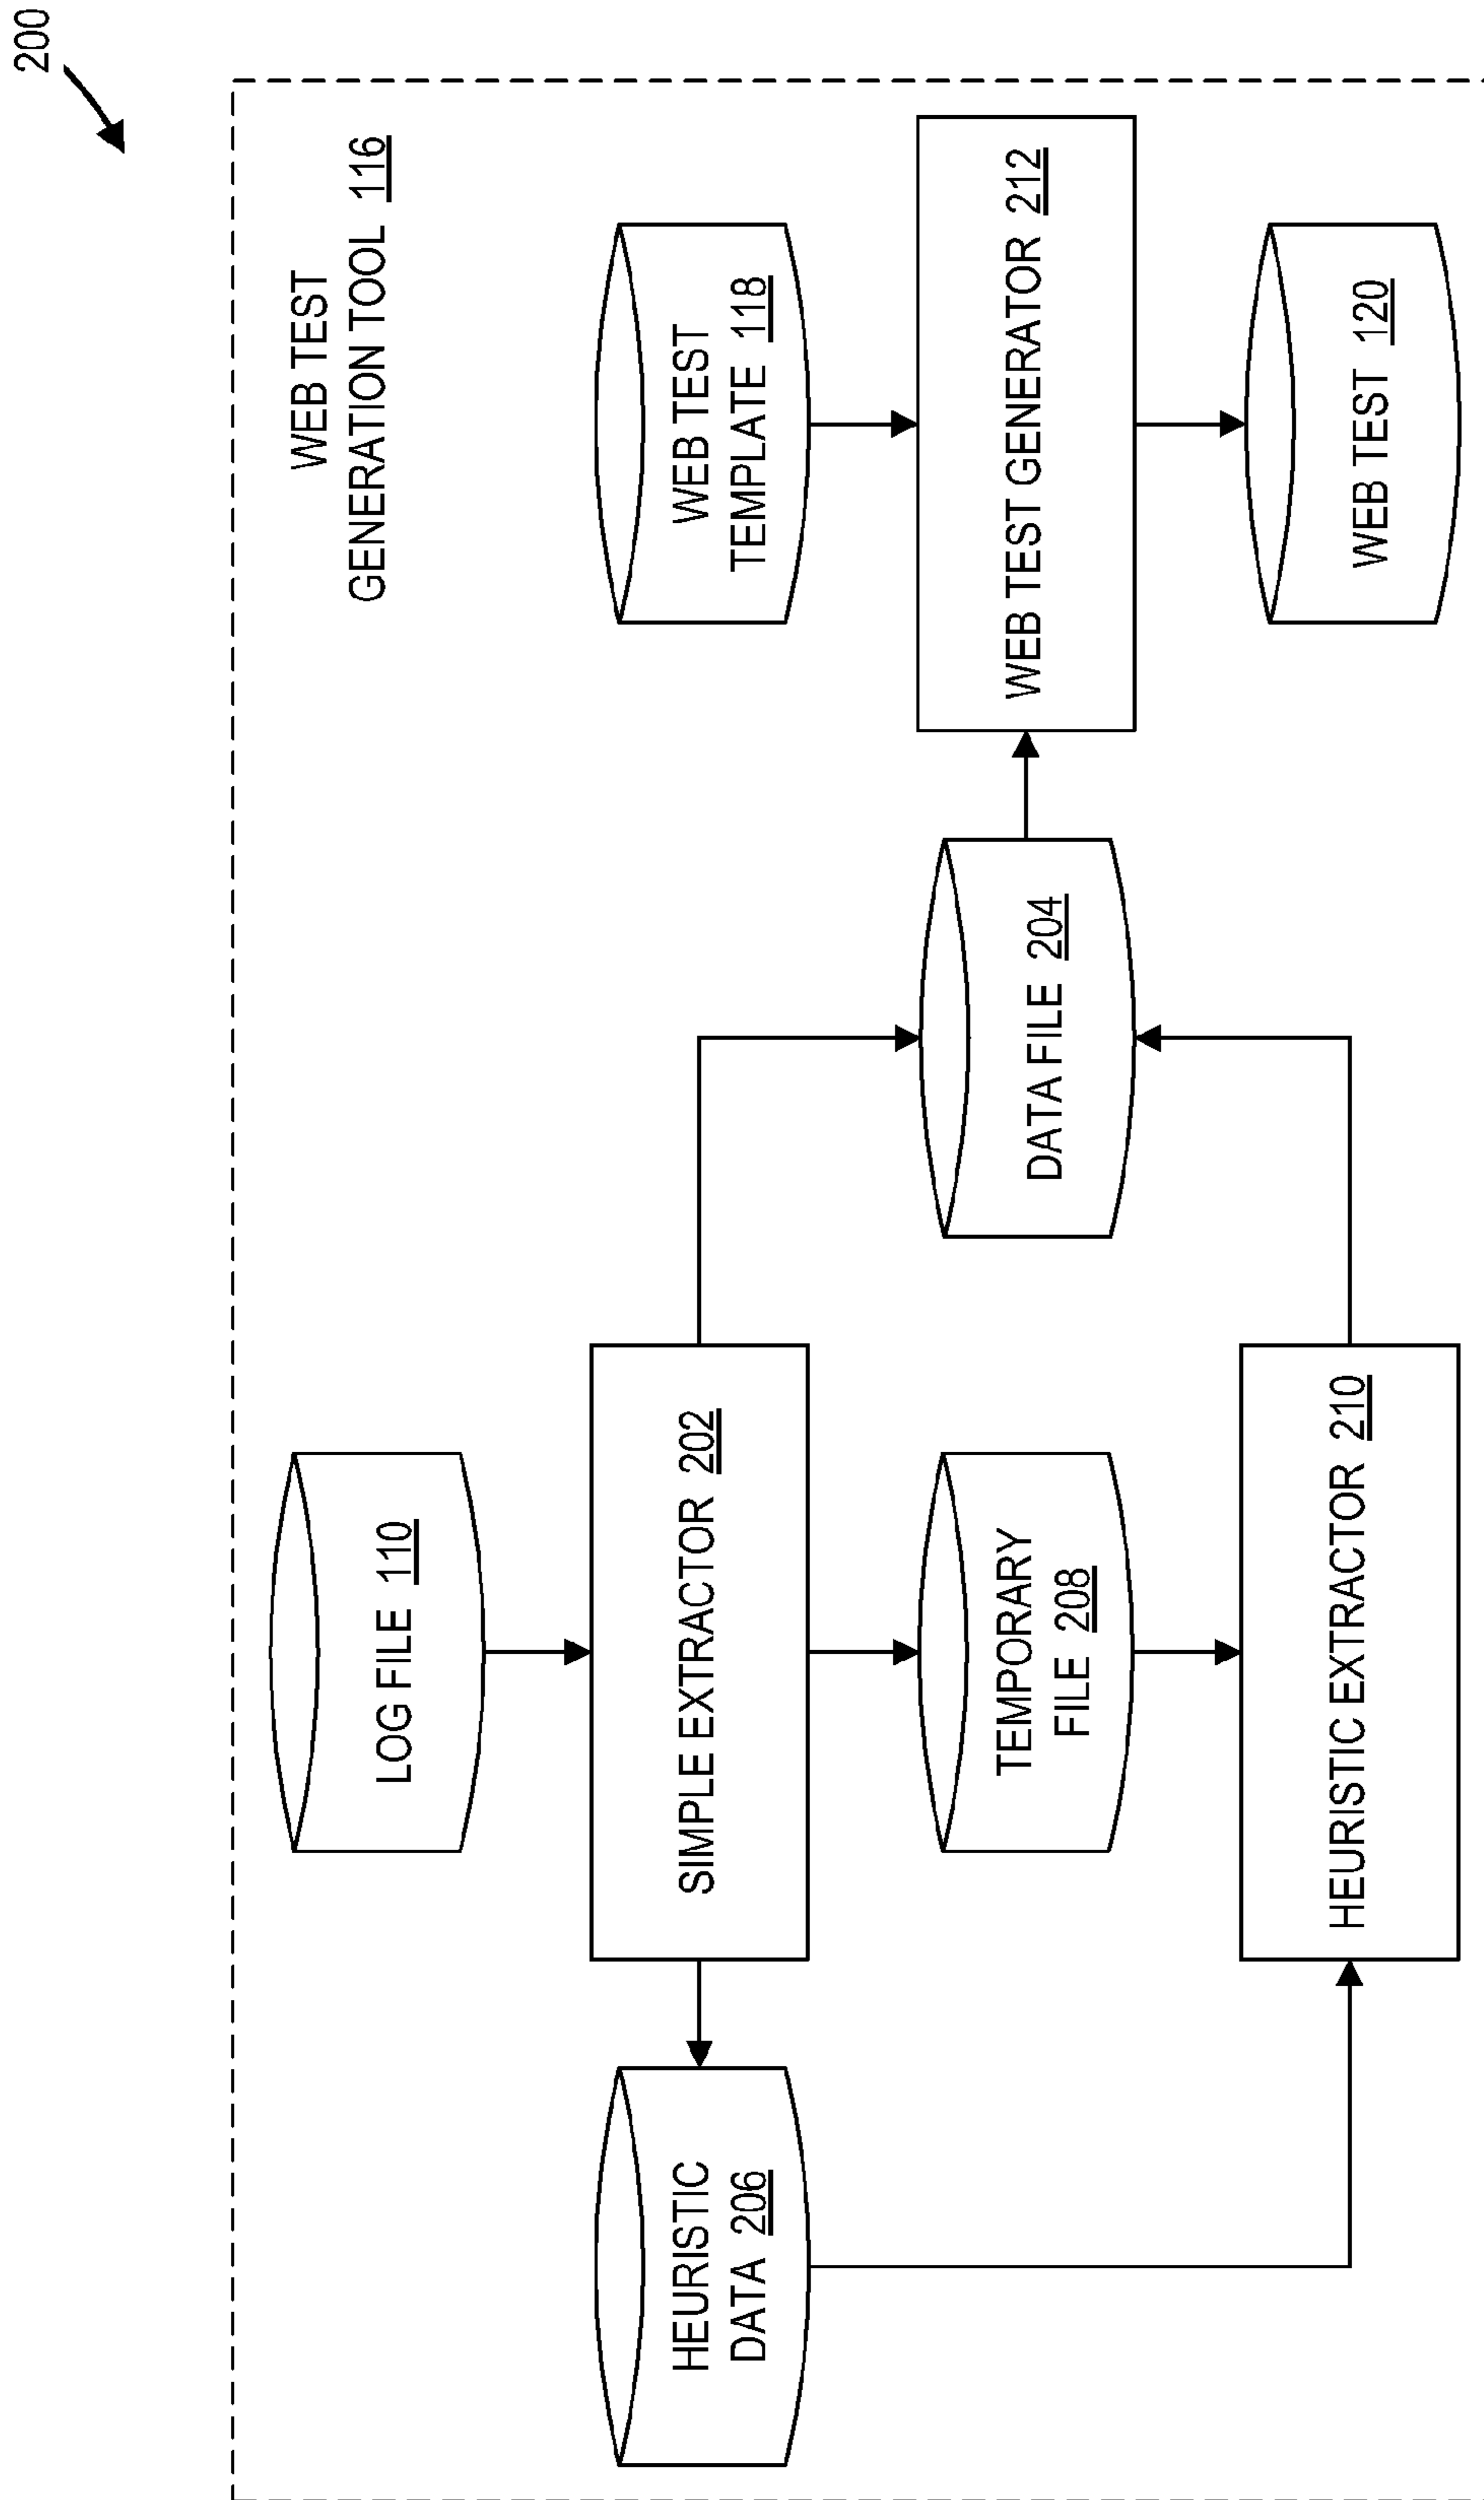 200
WEB TEST
GENERATION TOOL 116
LOG FILE 110
HEURISTIC
DATA 206
SIMPLE EXTRACTOR 202
WEB TEST
TEMPLATE 118
TEMPORARY
FILE 208
DATA FILE 204
WEB TEST GENERATOR 212
HEURISTIC EXTRACTOR 210
WEB TEST 120